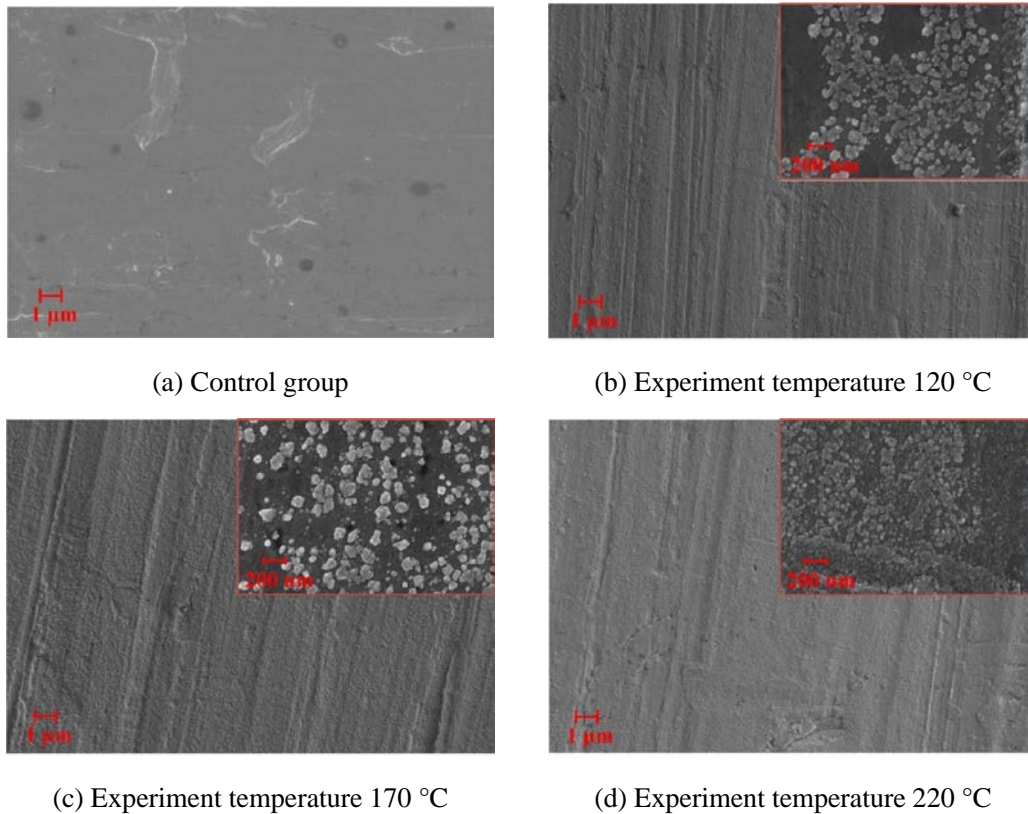 1 μm
(a) Control group
200 nm
1 μm
(b) Experiment temperature 120 °C
200 nm
1 μm
(c) Experiment temperature 170 °C
200 nm
1 μm
(d) Experiment temperature 220 °C